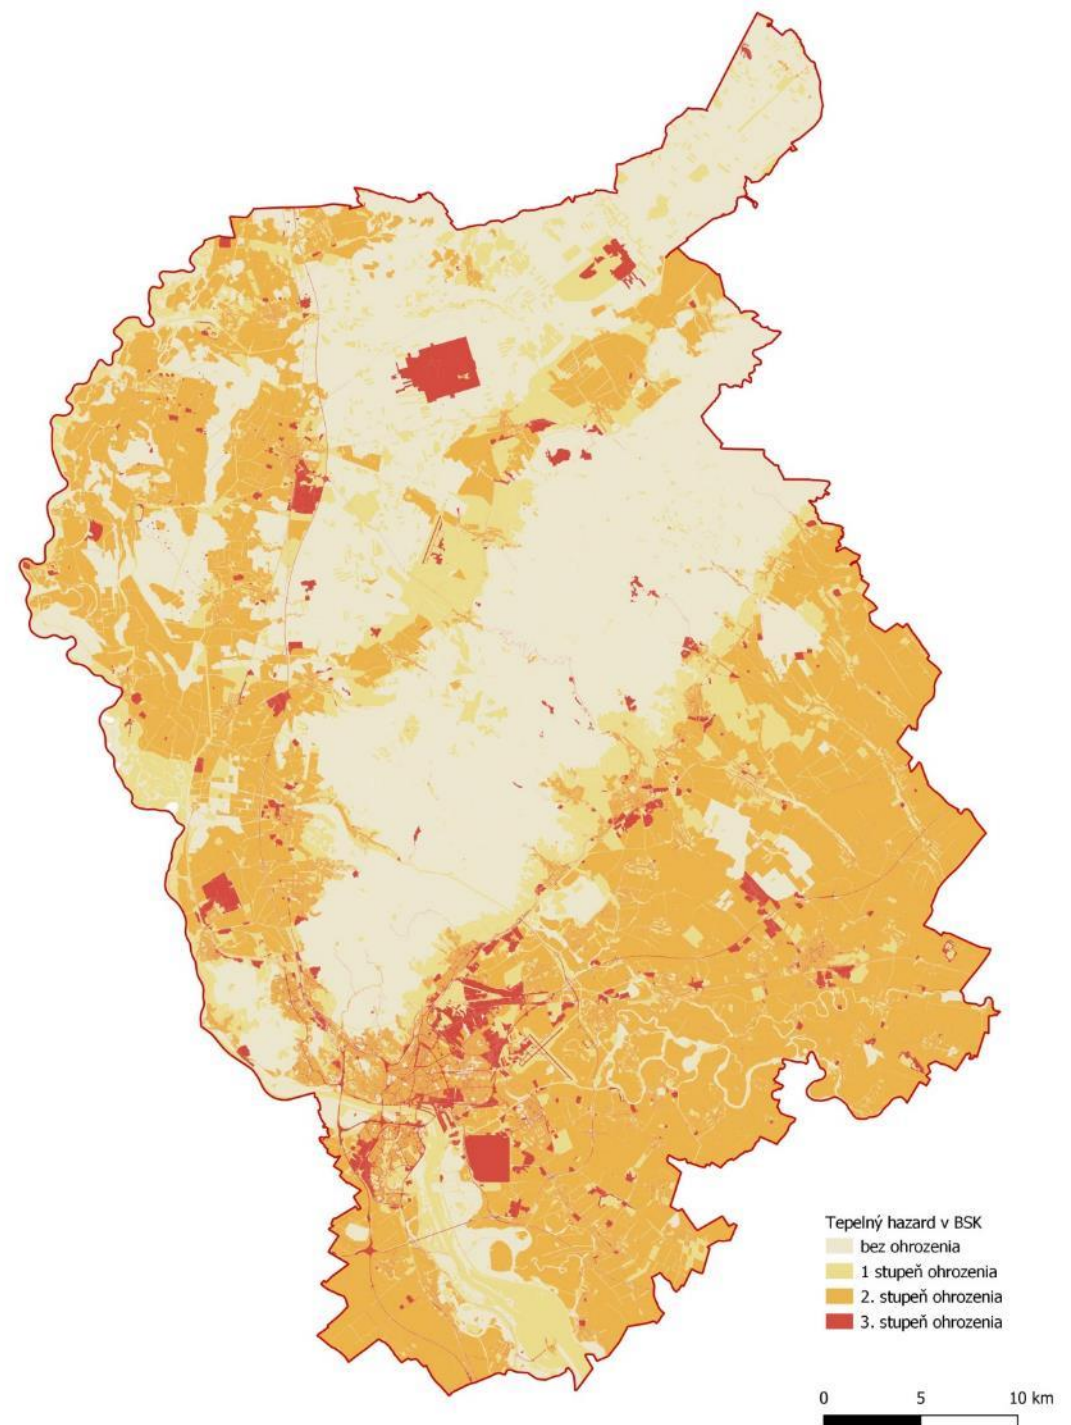 Tepelný hazard v BSK
bez ohrozenia
1 stupeň ohrozenia
2. stupeň ohrozenia
3. stupeň ohrozenia
0 5 10 km